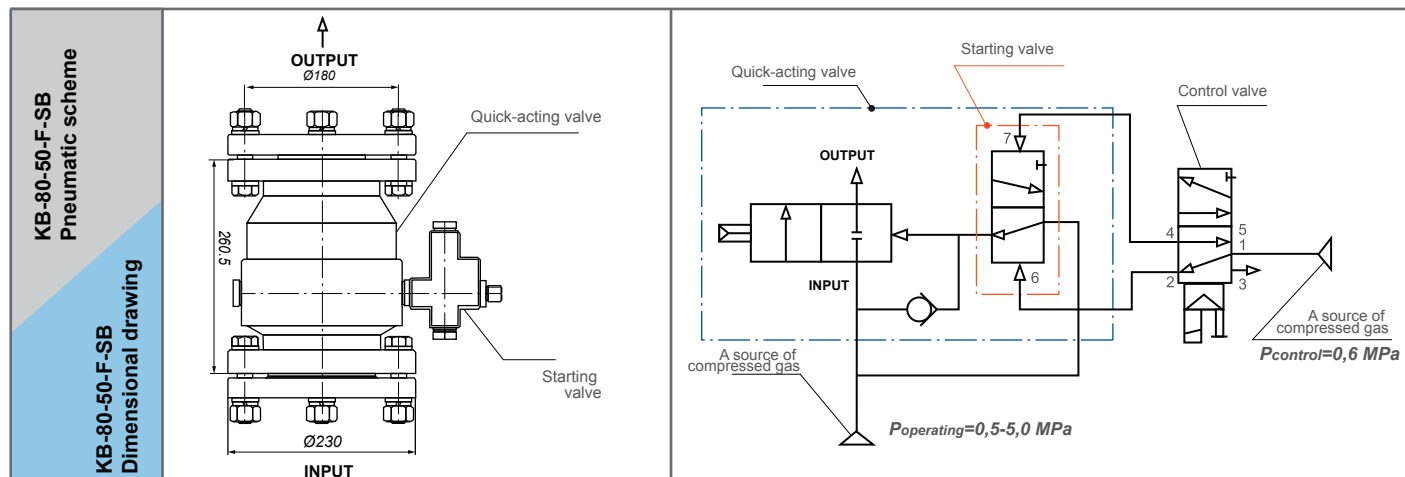 KB-80-50-F-SB
Pneumatic scheme
KB-80-50-F-SB
Dimensional drawing
OUTPUT
Ø180
Quick-acting valve
260.5
Starting
valve
Ø230
INPUT
Starting valve
Quick-acting valve
Control valve
7
OUTPUT
4
5
1
INPUT
6
2
3
A source of
compressed gas
A source of
compressed gas
Pcontrol=0,6 MPa
Poperating=0,5-5,0 MPa